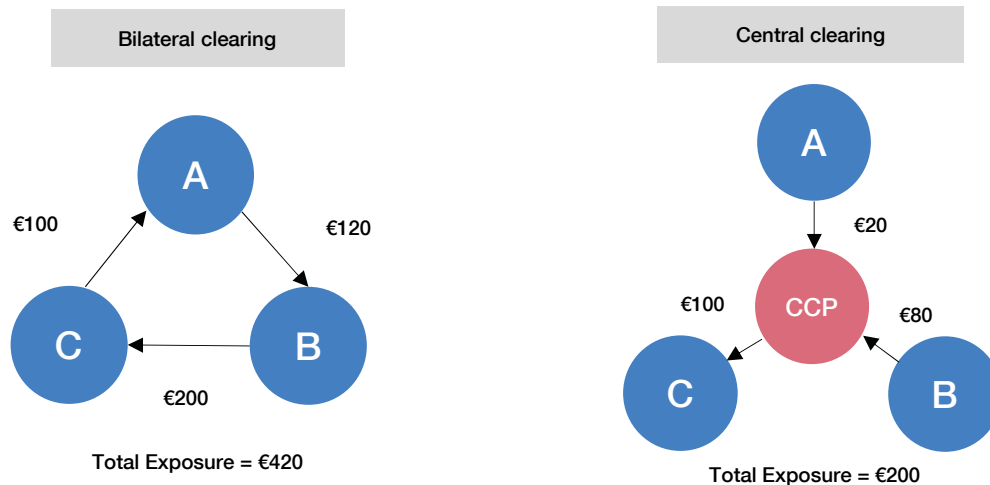 Bilateral clearing
A
€100
€120
C
B
€200
Total Exposure = €420
Central clearing
A
€20
CCP
€100
€80
C
B
Total Exposure = €200